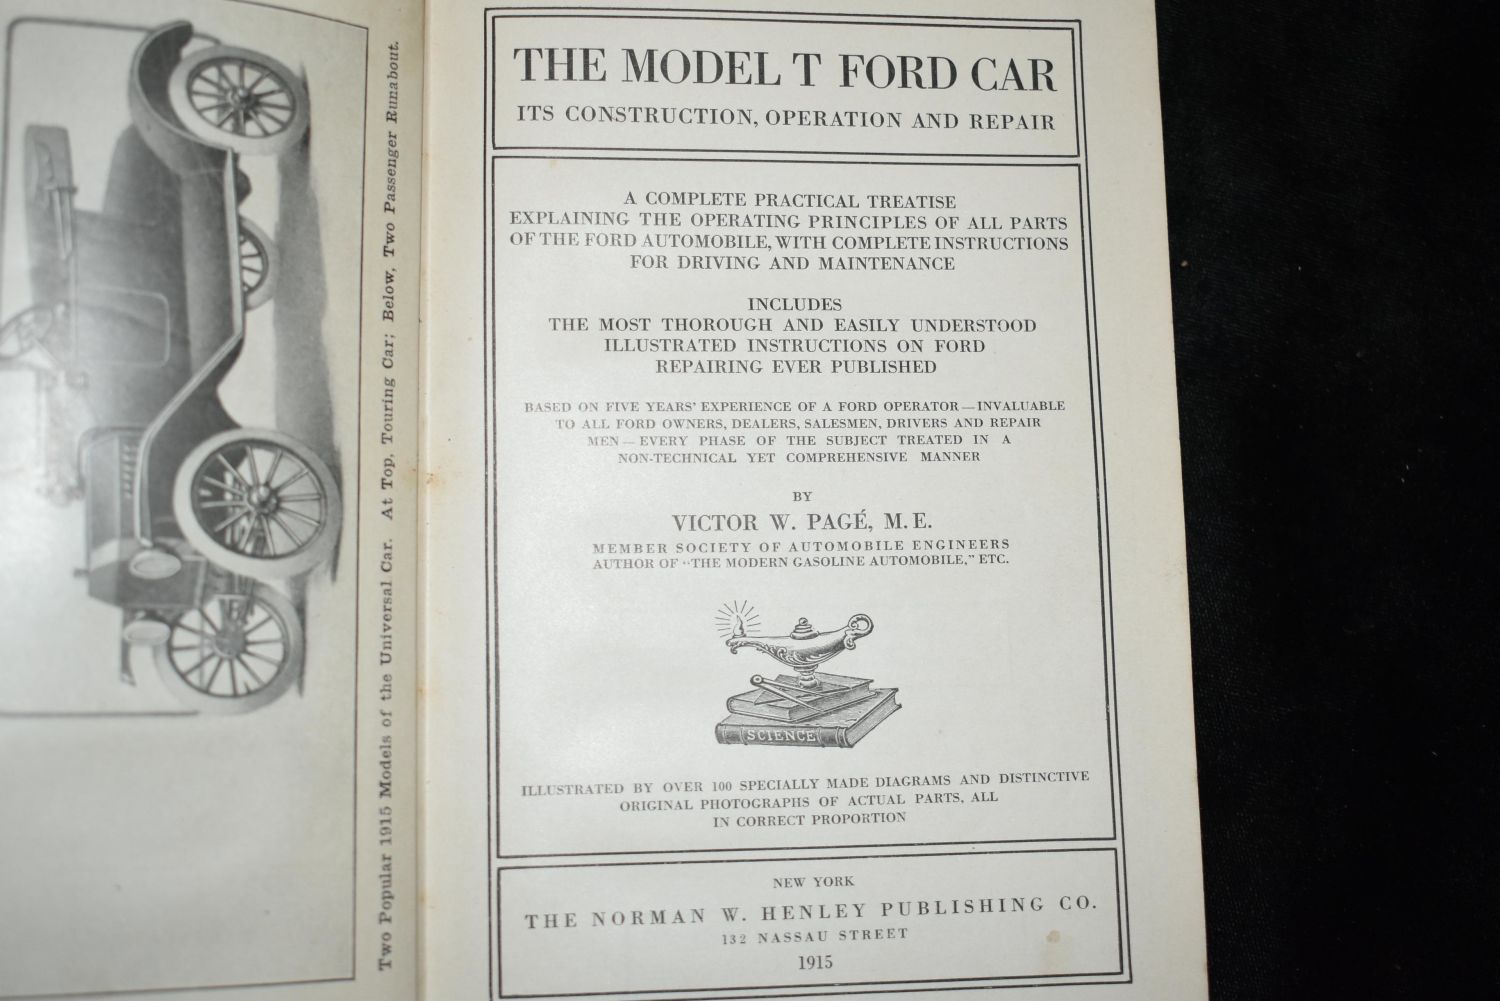 Two Popular 1915 Models of the Universal Car. At Top, Touring Car; Below, Two Passenger Runabout.
THE MODEL T FORD CAR
ITS CONSTRUCTION, OPERATION AND REPAIR
A COMPLETE PRACTICAL TREATISE
EXPLAINING THE OPERATING PRINCIPLES OF ALL PARTS
OF THE FORD AUTOMOBILE, WITH COMPLETE INSTRUCTIONS
FOR DRIVING AND MAINTENANCE
INCLUDES
THE MOST THOROUGH AND EASILY UNDERSTOOD
ILLUSTRATED INSTRUCTIONS ON FORD
REPAIRING EVER PUBLISHED
BASED ON FIVE YEARS' EXPERIENCE OF A FORD OPERATOR — INVALUABLE
TO ALL FORD OWNERS, DEALERS, SALESMEN, DRIVERS AND REPAIR
MEN — EVERY PHASE OF THE SUBJECT TREATED IN A
NON-TECHNICAL YET COMPREHENSIVE MANNER
BY
VICTOR W. PAGÉ, M.E.
MEMBER SOCIETY OF AUTOMOBILE ENGINEERS
AUTHOR OF "THE MODERN GASOLINE AUTOMOBILE," ETC.
SCIENCE
ILLUSTRATED BY OVER 100 SPECIALLY MADE DIAGRAMS AND DISTINCTIVE
ORIGINAL PHOTOGRAPHS OF ACTUAL PARTS, ALL
IN CORRECT PROPORTION
NEW YORK
THE NORMAN W. HENLEY PUBLISHING CO.
132 NASSAU STREET
1915